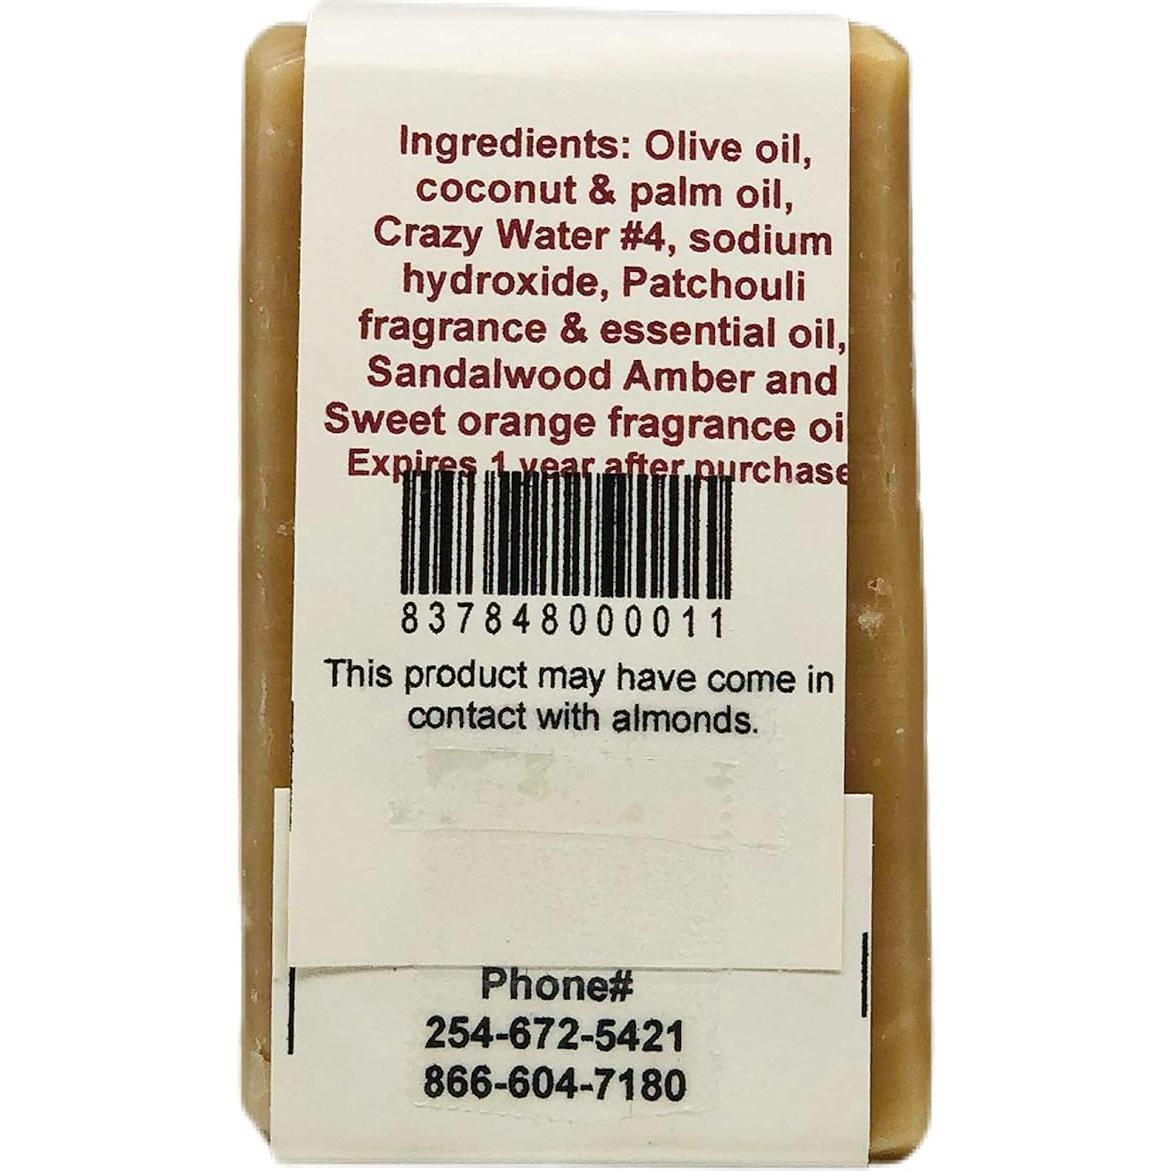 Ingredients: Olive oil,
coconut & palm oil,
Crazy Water #4, sodium
hydroxide, Patchouli
fragrance & essential oil,
Sandalwood Amber and
Sweet orange fragrance oi
Expires 1 year after purchase
837848000011
This product may have come in
contact with almonds.
Phone#
254-672-5421
866-604-7180